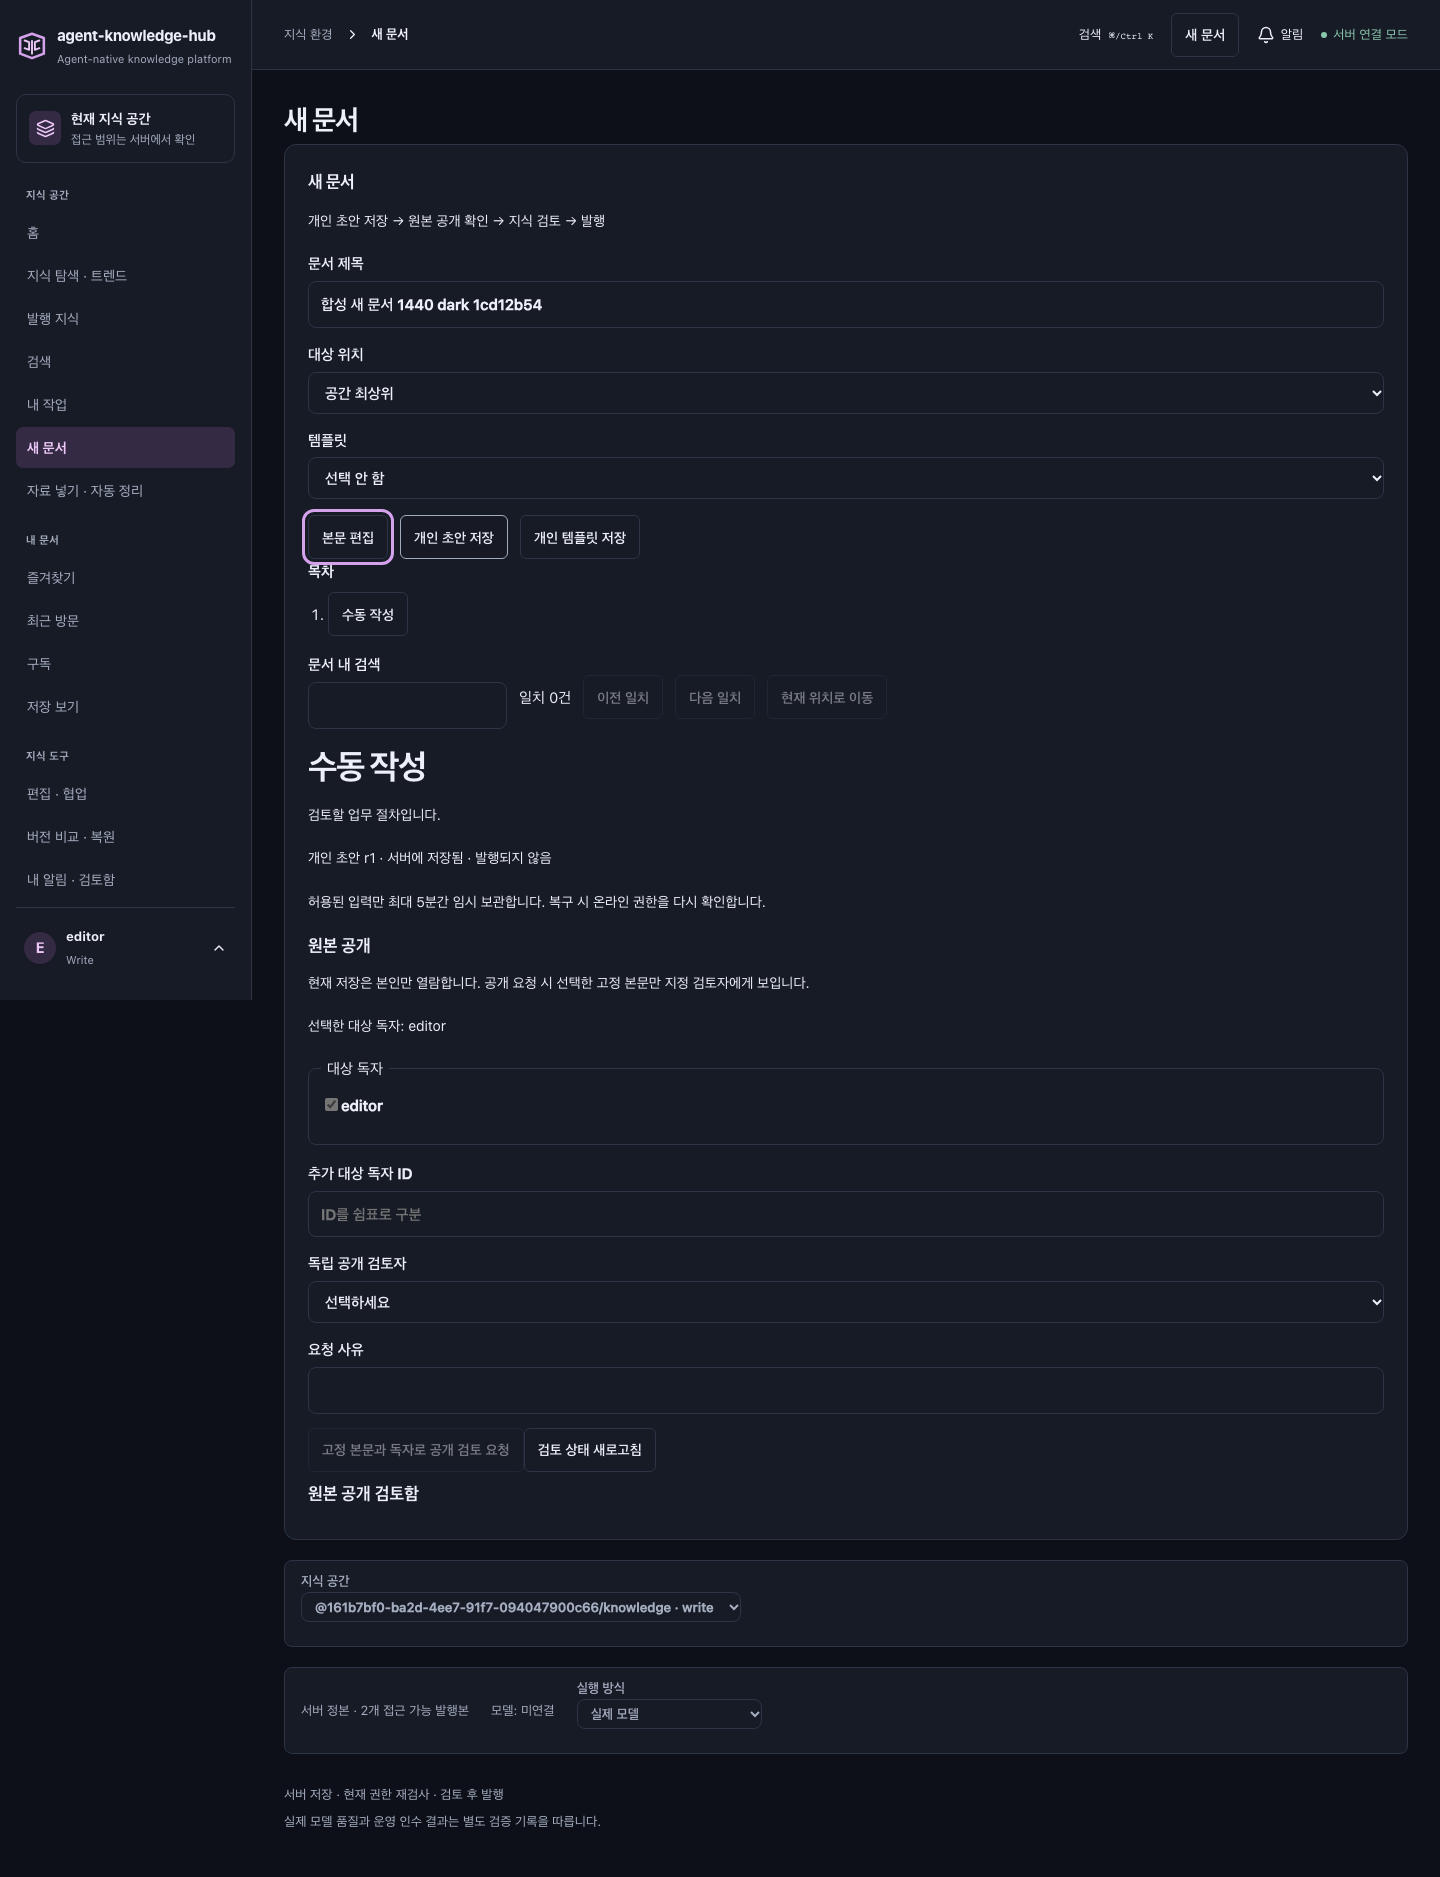 agent-knowledge-hub
Agent-native knowledge platform
현재 지식 공간
접근 범위는 서버에서 확인
지식 공간
홈
지식 탐색 · 트렌드
발행 지식
검색
내 작업
새 문서
자료 넣기 · 자동 정리
내 문서
즐겨찾기
최근 방문
구독
저장 보기
지식 도구
편집 · 협업
버전 비교 · 복원
내 알림 · 검토함
E
editor
Write
지식 환경 > 새 문서
검색 ⌘/Ctrl K
새 문서
알림
서버 연결 모드
새 문서
새 문서
개인 초안 저장 → 원본 공개 확인 → 지식 검토 → 발행
문서 제목
합성 새 문서 1440 dark 1cd12b54
대상 위치
공간 최상위
템플릿
선택 안 함
본문 편집 개인 초안 저장 개인 템플릿 저장
목차
1. 수동 작성
문서 내 검색
일치 0건 이전 일치 다음 일치 현재 위치로 이동
수동 작성
검토할 업무 절차입니다.
개인 초안 r1 · 서버에 저장됨 · 발행되지 않음
허용된 입력만 최대 5분간 임시 보관합니다. 복구 시 온라인 권한을 다시 확인합니다.
원본 공개
현재 저장은 본인만 열람합니다. 공개 요청 시 선택한 고정 본문만 지정 검토자에게 보입니다.
선택한 대상 독자: editor
대상 독자
editor
추가 대상 독자 ID
ID를 쉼표로 구분
독립 공개 검토자
선택하세요
요청 사유
고정 본문과 독자로 공개 검토 요청 검토 상태 새로고침
원본 공개 검토함
지식 공간
@161b7bf0-ba2d-4ee7-91f7-094047900c66/knowledge · write
서버 정본 · 2개 접근 가능 발행본 모델: 미연결
실행 방식
실제 모델
서버 저장 · 현재 권한 재검사 · 검토 후 발행
실제 모델 품질과 운영 인수 결과는 별도 검증 기록을 따릅니다.